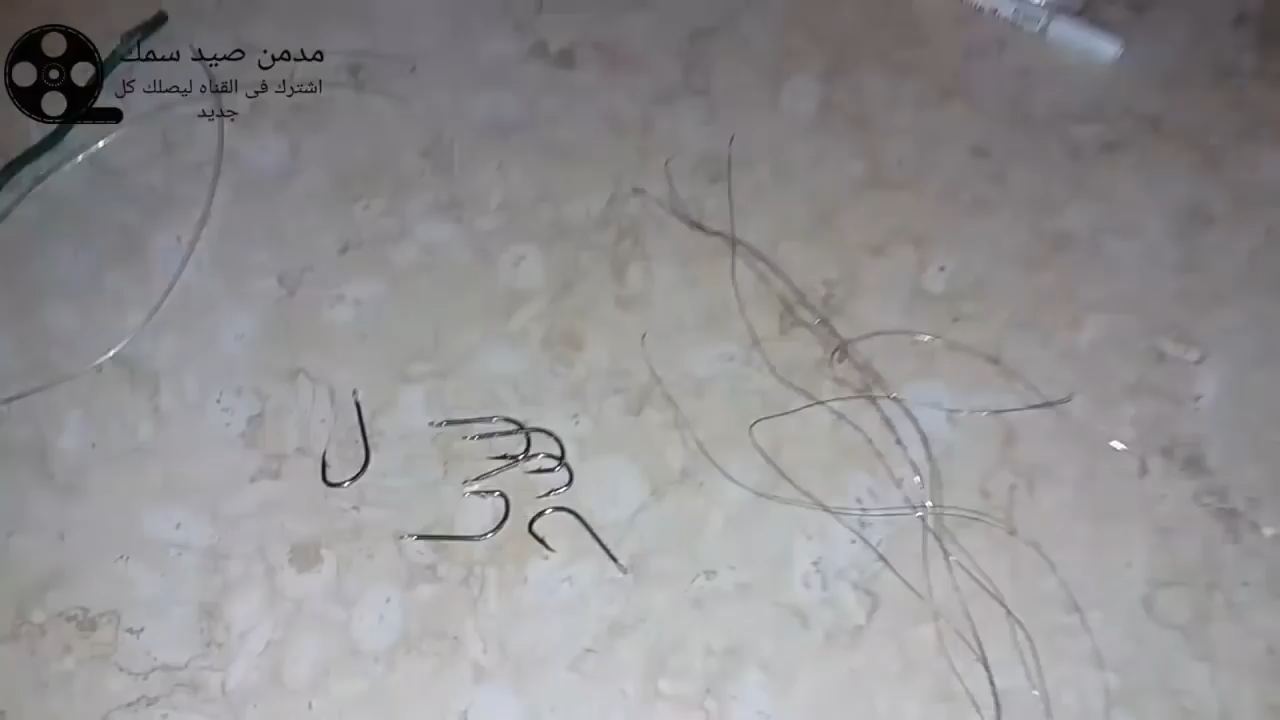 مدمن صيد سمك
اشترك فى القناه ليصلك كل
جديد